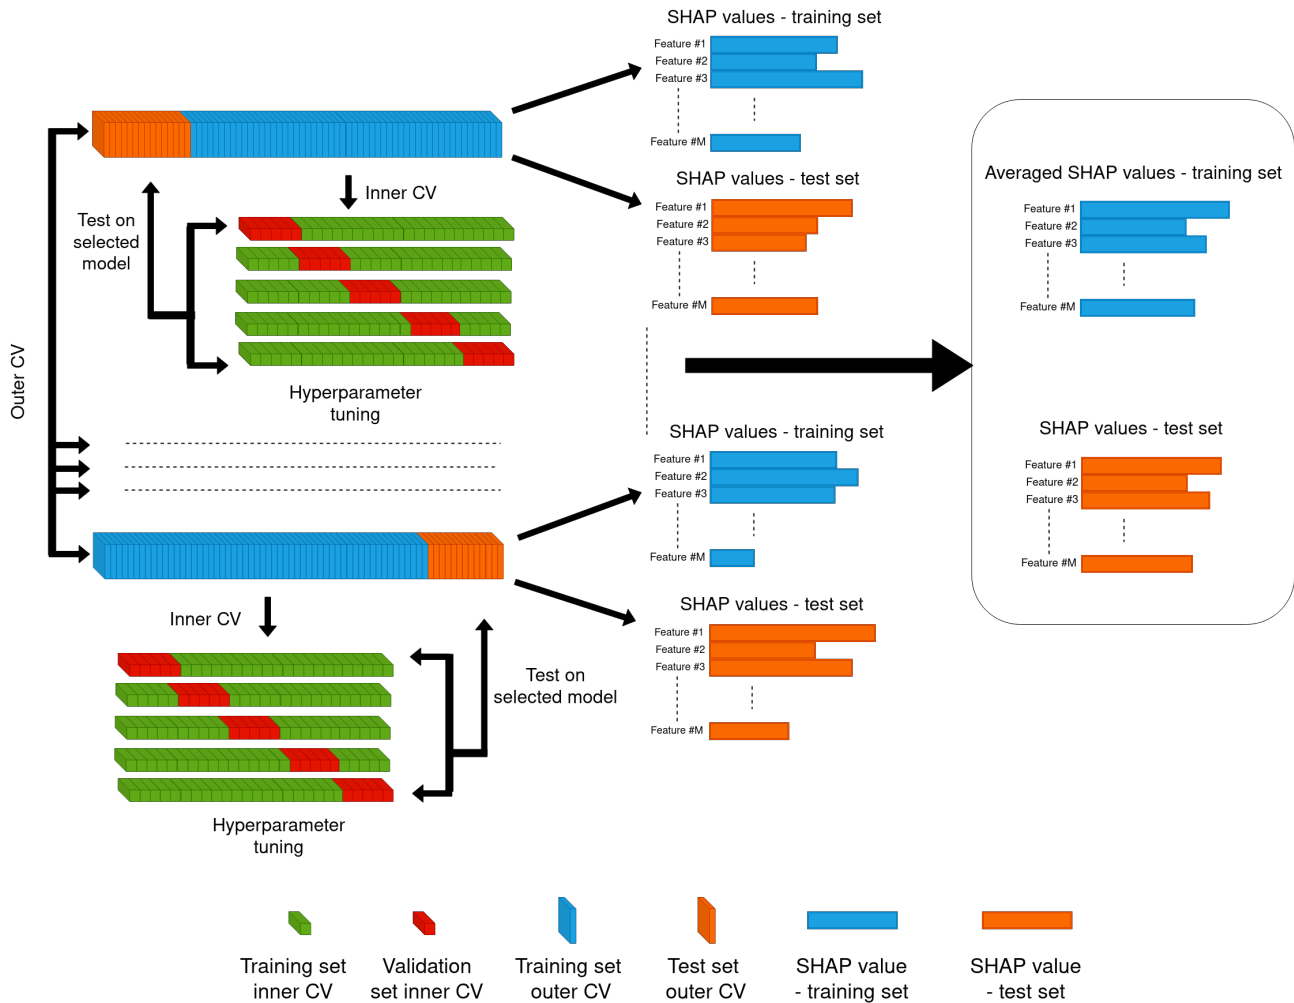 SHAP values - training set
Feature #1
Feature #2
Feature #3
Feature #M
SHAP values - test set
Feature #1
Feature #2
Feature #3
Feature #M
Inner CV
Test on
selected
model
Hyperparameter
tuning
Outer CV
Averaged SHAP values - training set
Feature #1
Feature #2
Feature #3
Feature #M
SHAP values - test set
Feature #1
Feature #2
Feature #3
Feature #M
SHAP values - training set
Feature #1
Feature #2
Feature #3
Feature #M
SHAP values - test set
Feature #1
Feature #2
Feature #3
Feature #M
Inner CV
Test on
selected model
Hyperparameter
tuning
Training set
inner CV
Validation
set inner CV
Training set
outer CV
Test set
outer CV
SHAP value
- training set
SHAP value
- test set